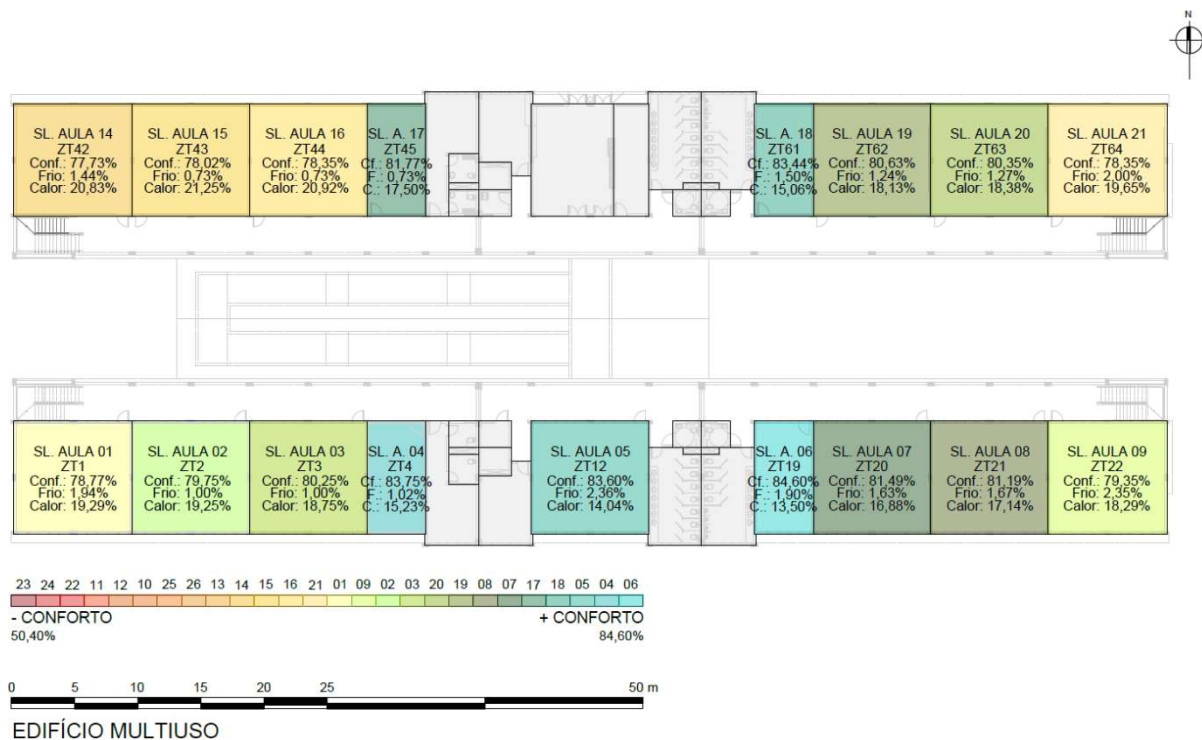 N
SL. AULA 14
ZT42
Conf.: 77,73%
Frio: 1,44%
Calor: 20,83%
SL. AULA 15
ZT43
Conf.: 78,02%
Frio: 0,73%
Calor: 21,25%
SL. AULA 16
ZT44
Conf.: 78,35%
Frio: 0,73%
Calor: 20,92%
SL. A. 17
ZT45
Cf.: 81,77%
F.: 0,73%
C.: 17,50%
SL. A. 18
ZT61
Cf.: 83,44%
F.: 1,50%
C.: 15,06%
SL. AULA 19
ZT62
Conf.: 80,63%
Frio: 1,24%
Calor: 18,13%
SL. AULA 20
ZT63
Conf.: 80,35%
Frio: 1,27%
Calor: 18,38%
SL. AULA 21
ZT64
Conf.: 78,35%
Frio: 2,00%
Calor: 19,65%
SL. AULA 01
ZT1
Conf.: 78,77%
Frio: 1,94%
Calor: 19,29%
SL. AULA 02
ZT2
Conf.: 79,75%
Frio: 1,00%
Calor: 19,25%
SL. AULA 03
ZT3
Conf.: 80,25%
Frio: 1,00%
Calor: 18,75%
SL. A. 04
ZT4
Cf.: 83,75%
F.: 1,02%
C.: 15,23%
SL. AULA 05
ZT12
Conf.: 83,60%
Frio: 2,36%
Calor: 14,04%
SL. A. 06
ZT19
Cf.: 84,60%
F.: 1,90%
C.: 13,50%
SL. AULA 07
ZT20
Conf.: 81,49%
Frio: 1,63%
Calor: 16,88%
SL. AULA 08
ZT21
Conf.: 81,19%
Frio: 1,67%
Calor: 17,14%
SL. AULA 09
ZT22
Conf.: 79,35%
Frio: 2,35%
Calor: 18,29%
23 24 22 11 12 10 25 26 13 14 15 16 21 01 09 02 03 20 19 08 07 17 18 05 04 06
- CONFORTO + CONFORTO
50,40% 84,60%
0 5 10 15 20 25 50 m
EDIFÍCIO MULTIUSO